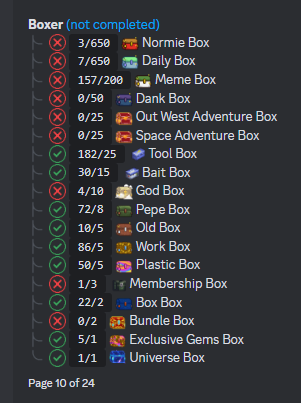 Boxer (not completed)
3/650 Normie Box
7/650 Daily Box
157/200 Meme Box
0/50 Dank Box
0/25 Out West Adventure Box
0/25 Space Adventure Box
182/25 Tool Box
30/15 Bait Box
4/10 God Box
72/8 Pepe Box
10/5 Old Box
86/5 Work Box
50/5 Plastic Box
1/3 Membership Box
22/2 Box Box
0/2 Bundle Box
5/1 Exclusive Gems Box
1/1 Universe Box
Page 10 of 24